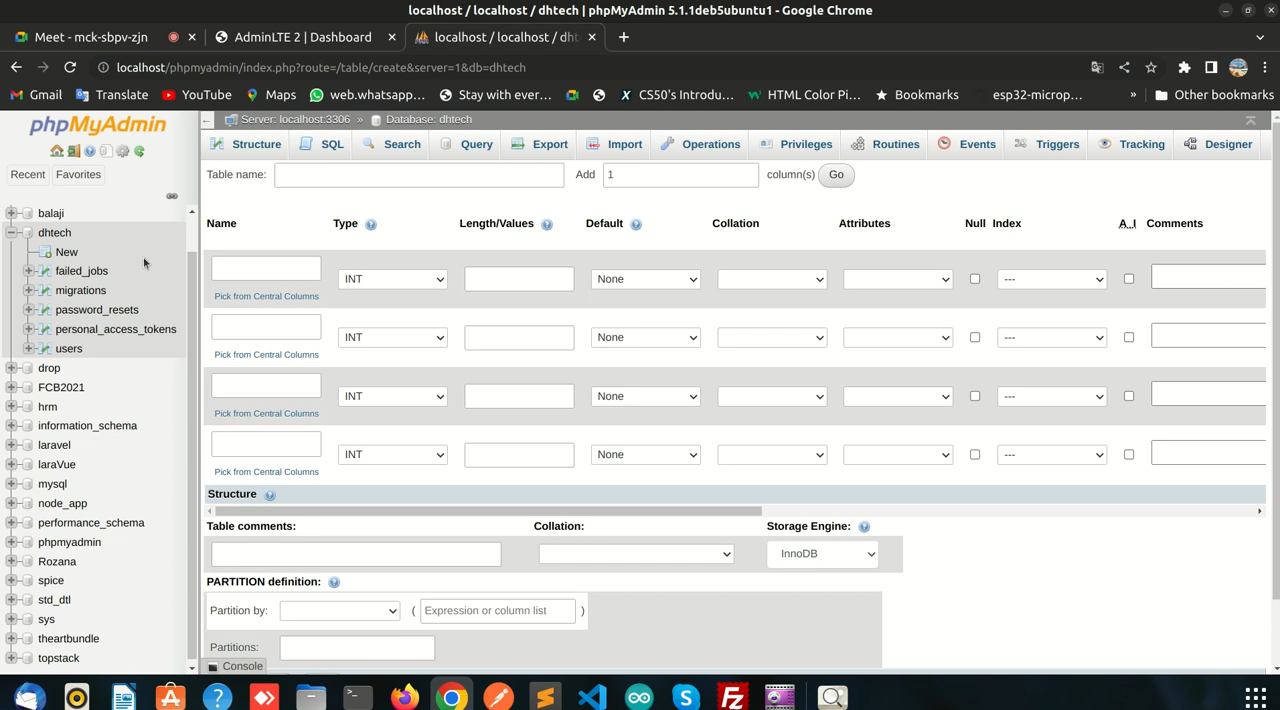 localhost / localhost / dhtech | phpMyAdmin 5.1.1deb5ubuntu1 - Google Chrome
Meet - mck-sbpv-zjn
AdminLTE 2 | Dashboard
localhost / localhost / dht
localhost/phpmyadmin/index.php?route=/table/create&server=1&db=dhtech
Gmail Translate YouTube Maps web.whatsapp... Stay with ever... CS50's Introdu... HTML Color Pi... Bookmarks esp32-microp... » Other bookmarks
phpMyAdmin
Recent Favorites
balaji
dhtech
New
failed_jobs
migrations
password_resets
personal_access_tokens
users
drop
FCB2021
hrm
information_schema
laravel
laraVue
mysql
node_app
performance_schema
phpmyadmin
Rozana
spice
std_dtl
sys
theartbundle
topstack
Server: localhost:3306 » Database: dhtech
Structure SQL Search Query Export Import Operations Privileges Routines Events Triggers Tracking Designer
Table name: Add 1 column(s) Go
Name Type Length/Values Default Collation Attributes Null Index A_I Comments
INT None ---
Pick from Central Columns
INT None ---
Pick from Central Columns
INT None ---
Pick from Central Columns
INT None ---
Pick from Central Columns
Structure
Table comments: Collation: Storage Engine:
InnoDB
PARTITION definition:
Partition by: ( Expression or column list )
Partitions:
Console